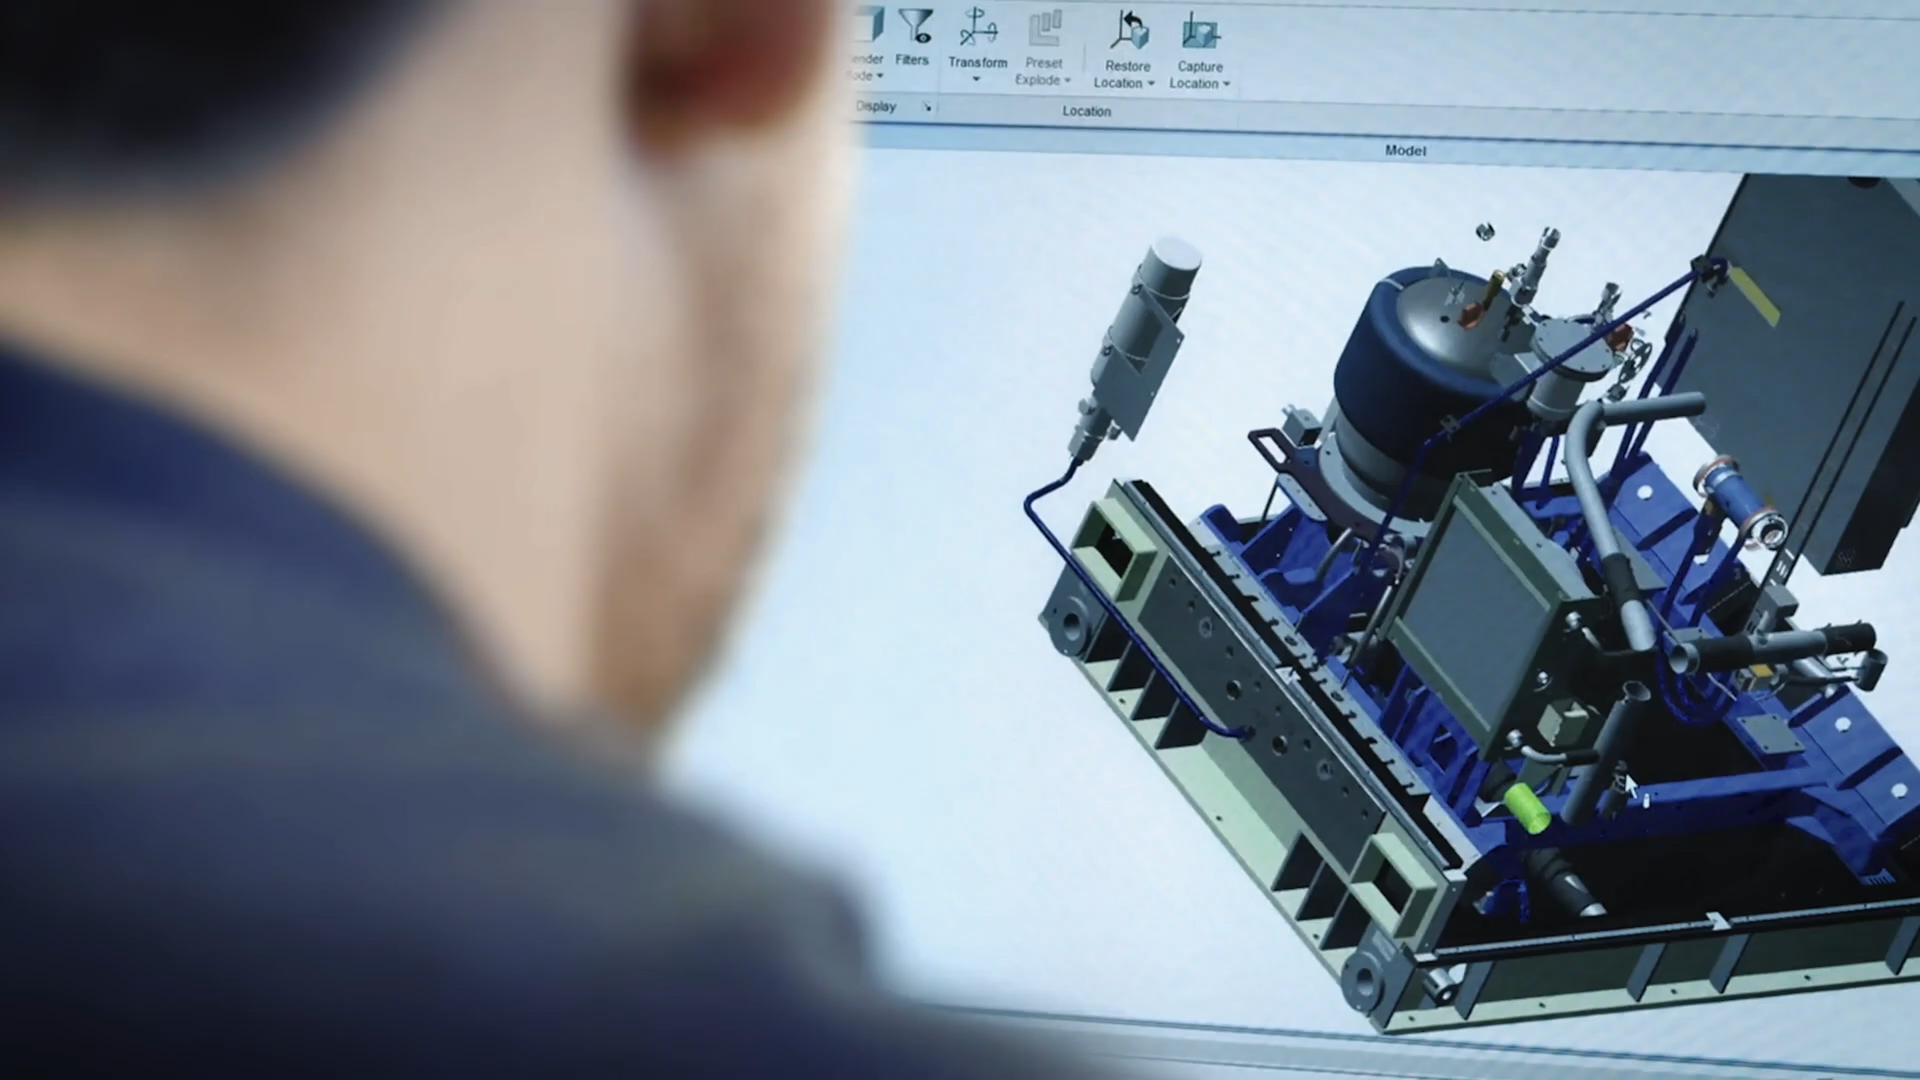 Filters
Transform
Preset
Explode
Restore
Location
Capture
Location
Display
Location
Model